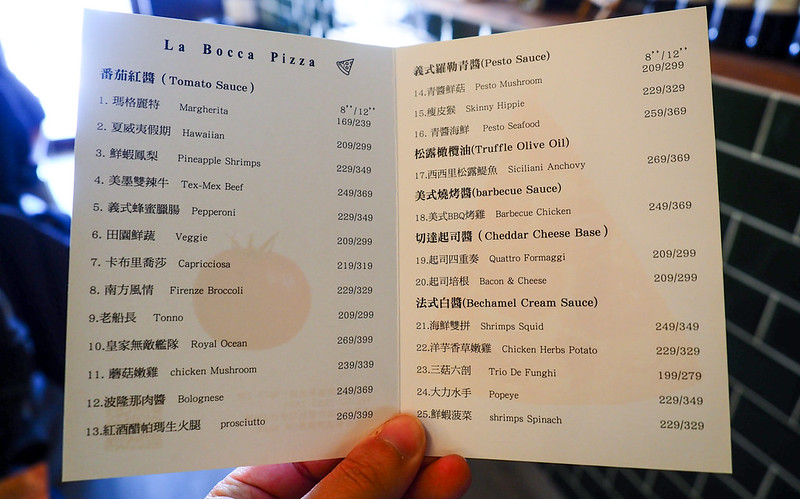 La Bocca Pizza
番茄紅醬（Tomato Sauce）
8''/12''
1. 瑪格麗特 Margherita 169/239
2. 夏威夷假期 Hawaiian 209/299
3. 鮮蝦鳳梨 Pineapple Shrimps 229/349
4. 美墨雙辣牛 Tex-Mex Beef 249/369
5. 義式蜂蜜臘腸 Pepperoni 229/349
6. 田園鮮蔬 Veggie 209/299
7. 卡布里喬莎 Capricciosa 219/319
8. 南方風情 Firenze Broccoli 229/329
9.老船長 Tonno 209/299
10.皇家無敵艦隊 Royal Ocean 269/399
11. 蘑菇嫩雞 chicken Mushroom 239/339
12.波隆那肉醬 Bolognese 249/369
13.紅酒醋帕瑪生火腿 prosciutto 269/399
義式羅勒青醬(Pesto Sauce)
8''/12''
14.青醬鮮菇 Pesto Mushroom 209/299
15.瘦皮猴 Skinny Hippie 229/329
16. 青醬海鮮 Pesto Seafood 259/369
松露橄欖油(Truffle Olive Oil)
17.西西里松露鯷魚 Siciliani Anchovy 269/369
美式燒烤醬(barbecue Sauce)
18.美式BBQ烤雞 Barbecue Chicken 249/369
切達起司醬（Cheddar Cheese Base）
19.起司四重奏 Quattro Formaggi 209/299
20.起司培根 Bacon & Cheese 209/299
法式白醬(Bechamel Cream Sauce)
21.海鮮雙拼 Shrimps Squid 249/349
22.洋芋香草嫩雞 Chicken Herbs Potato 229/329
23.三菇六剖 Trio De Funghi 199/279
24.大力水手 Popeye 229/349
25.鮮蝦菠菜 shrimps Spinach 229/329